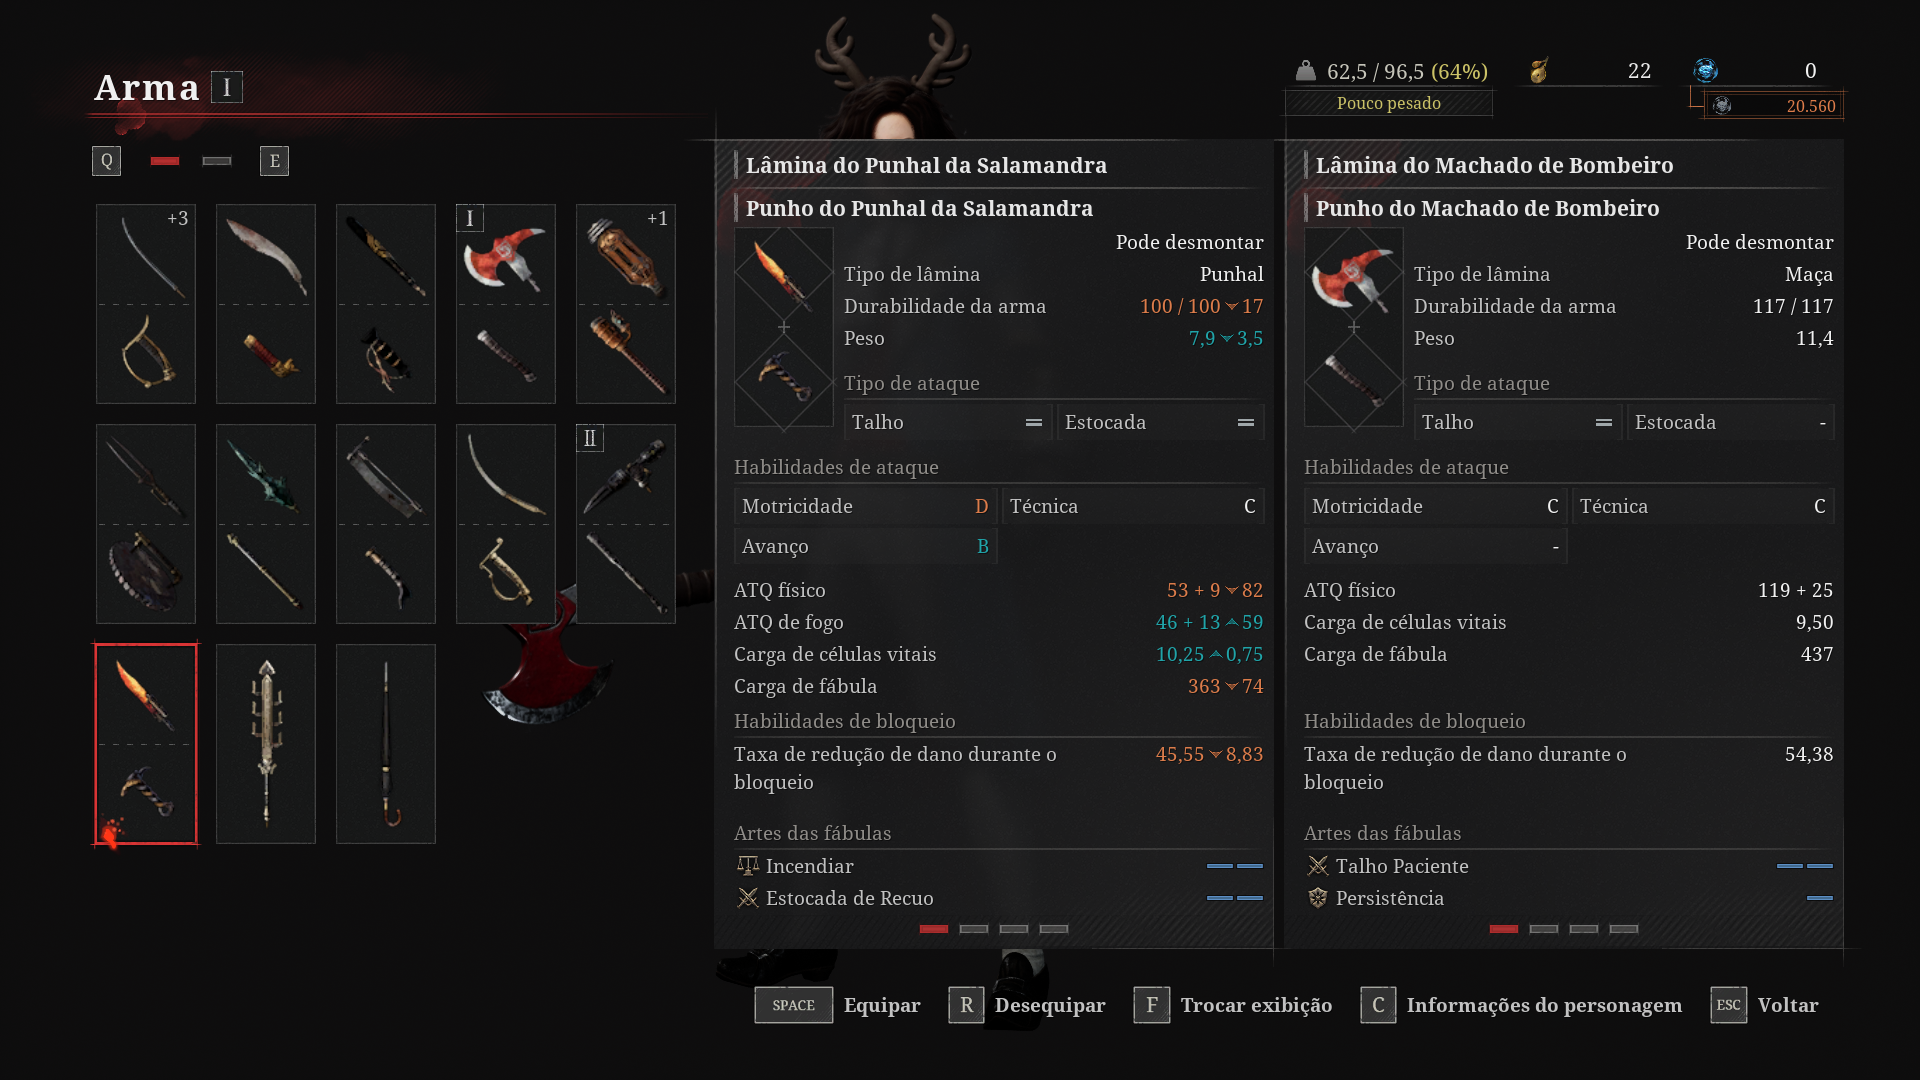 Arma I
62,5 / 96,5 (64%)
22
0
Pouco pesado
20.560
Q
E
+3
I
+1
II
Lâmina do Punhal da Salamandra
Punho do Punhal da Salamandra
Pode desmontar
Tipo de lâmina Punhal
Durabilidade da arma 100 / 100 17
Peso 7,9 3,5
Tipo de ataque
Talho = Estocada =
Habilidades de ataque
Motricidade D Técnica C
Avanço B
ATQ físico 53 + 9 82
ATQ de fogo 46 + 13 59
Carga de células vitais 10,25 0,75
Carga de fábula 363 74
Habilidades de bloqueio
Taxa de redução de dano durante o 45,55 8,83
bloqueio
Artes das fábulas
Incendiar
Estocada de Recuo
Lâmina do Machado de Bombeiro
Punho do Machado de Bombeiro
Pode desmontar
Tipo de lâmina Maça
Durabilidade da arma 117 / 117
Peso 11,4
Tipo de ataque
Talho = Estocada -
Habilidades de ataque
Motricidade C Técnica C
Avanço -
ATQ físico 119 + 25
Carga de células vitais 9,50
Carga de fábula 437
Habilidades de bloqueio
Taxa de redução de dano durante o 54,38
bloqueio
Artes das fábulas
Talho Paciente
Persistência
SPACE Equipar R Desequipar F Trocar exibição C Informações do personagem ESC Voltar